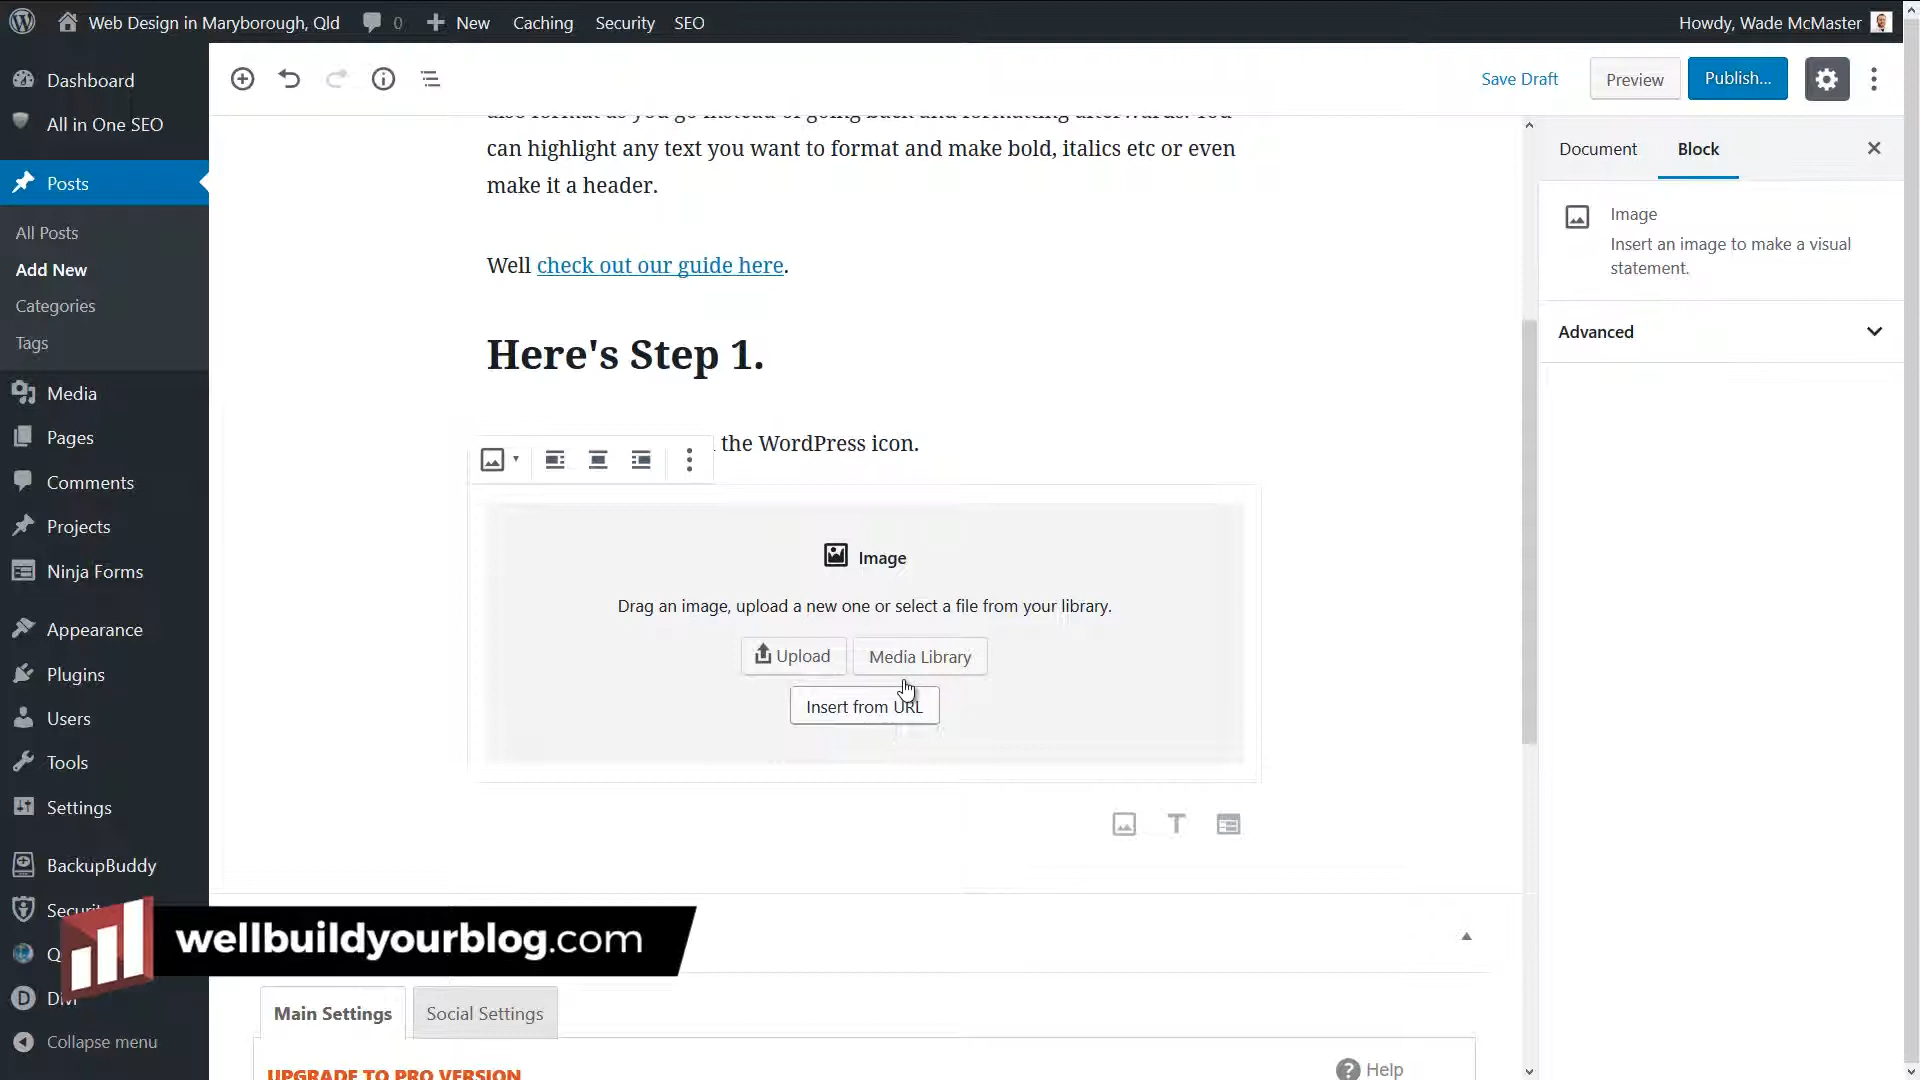 Web Design in Maryborough, Qld
0
New
Caching
Security
SEO
Howdy, Wade McMaster
Dashboard
All in One SEO
Posts
All Posts
Add New
Categories
Tags
Media
Pages
Comments
Projects
Ninja Forms
Appearance
Plugins
Users
Tools
Settings
BackupBuddy
Collapse menu
Save Draft
Preview
Publish...
can highlight any text you want to format and make bold, italics etc or even
make it a header.
Well check out our guide here.
Here's Step 1.
the WordPress icon.
Image
Drag an image, upload a new one or select a file from your library.
Upload
Media Library
Insert from URL
Document
Block
Image
Insert an image to make a visual
statement.
Advanced
wellbuildyourblog.com
Main Settings
Social Settings
UPGRADE TO PRO VERSION
Help